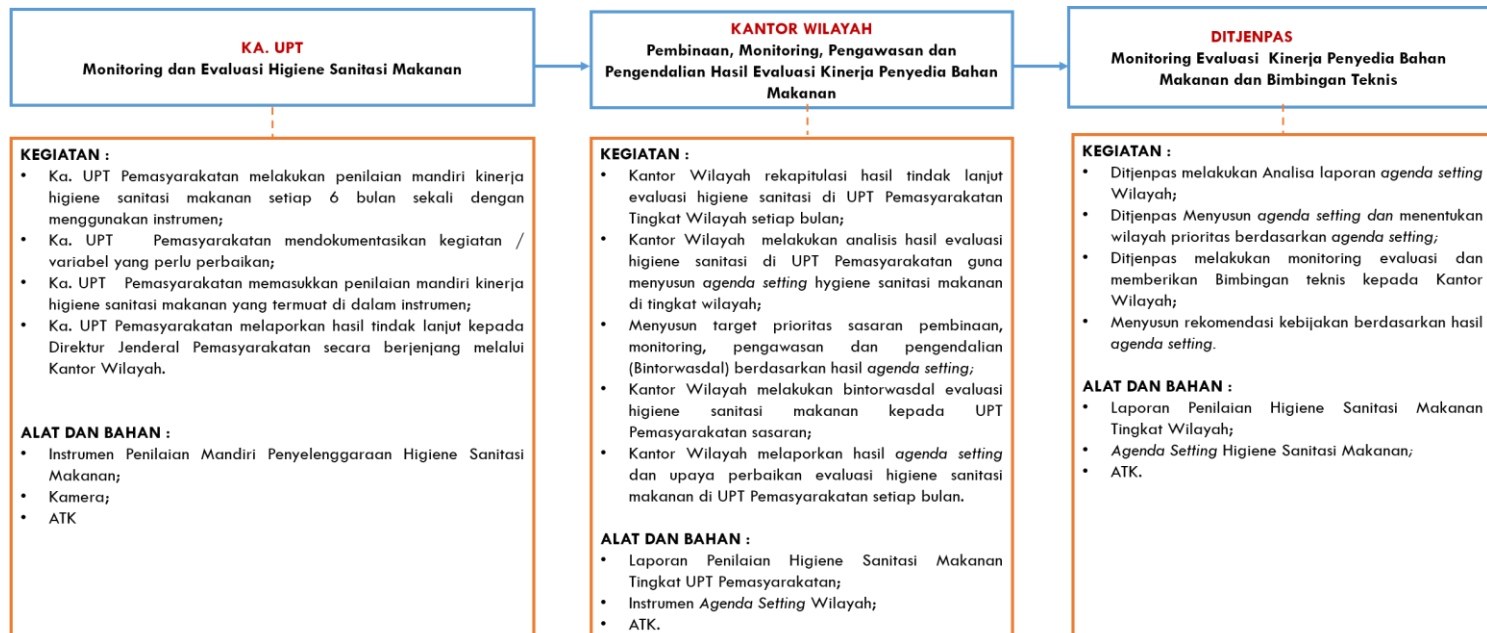 KA. UPT
Monitoring dan Evaluasi Higiene Sanitasi Makanan
KANTOR WILAYAH
Pembinaan, Monitoring, Pengawasan dan
Pengendalian Hasil Evaluasi Kinerja Penyedia Bahan
Makanan
DITJENPAS
Monitoring Evaluasi Kinerja Penyedia Bahan
Makanan dan Bimbingan Teknis
KEGIATAN :
• Ka. UPT Pemasyarakatan melakukan penilaian mandiri kinerja
higiene sanitasi makanan setiap 6 bulan sekali dengan
menggunakan instrumen;
• Ka. UPT Pemasyarakatan mendokumentasikan kegiatan /
variabel yang perlu perbaikan;
• Ka. UPT Pemasyarakatan memasukkan penilaian mandiri kinerja
higiene sanitasi makanan yang termuat di dalam instrumen;
• Ka. UPT Pemasyarakatan melaporkan hasil tindak lanjut kepada
Direktur Jenderal Pemasyarakatan secara berjenjang melalui
Kantor Wilayah.
ALAT DAN BAHAN :
• Instrumen Penilaian Mandiri Penyelenggaraan Higiene Sanitasi
Makanan;
• Kamera;
• ATK
KEGIATAN :
• Kantor Wilayah rekapitulasi hasil tindak lanjut
evaluasi higiene sanitasi di UPT Pemasyarakatan
Tingkat Wilayah setiap bulan;
• Kantor Wilayah melakukan analisis hasil evaluasi
higiene sanitasi di UPT Pemasyarakatan guna
menyusun agenda setting hygiene sanitasi makanan
di tingkat wilayah;
• Menyusun target prioritas sasaran pembinaan,
monitoring, pengawasan dan pengendalian
(Bintorwasdal) berdasarkan hasil agenda setting;
• Kantor Wilayah melakukan bintorwasdal evaluasi
higiene sanitasi makanan kepada UPT
Pemasyarakatan sasaran;
• Kantor Wilayah melaporkan hasil agenda setting
dan upaya perbaikan evaluasi higiene sanitasi
makanan di UPT Pemasyarakatan setiap bulan.
ALAT DAN BAHAN :
• Laporan Penilaian Higiene Sanitasi Makanan
Tingkat UPT Pemasyarakatan;
• Instrumen Agenda Setting Wilayah;
• ATK.
KEGIATAN :
• Ditjenpas melakukan Analisa laporan agenda setting
Wilayah;
• Ditjenpas Menyusun agenda setting dan menentukan
wilayah prioritas berdasarkan agenda setting;
• Ditjenpas melakukan monitoring evaluasi dan
memberikan Bimbingan teknis kepada Kantor
Wilayah;
• Menyusun rekomendasi kebijakan berdasarkan hasil
agenda setting.
ALAT DAN BAHAN :
• Laporan Penilaian Higiene Sanitasi Makanan
Tingkat Wilayah;
• Agenda Setting Higiene Sanitasi Makanan;
• ATK.